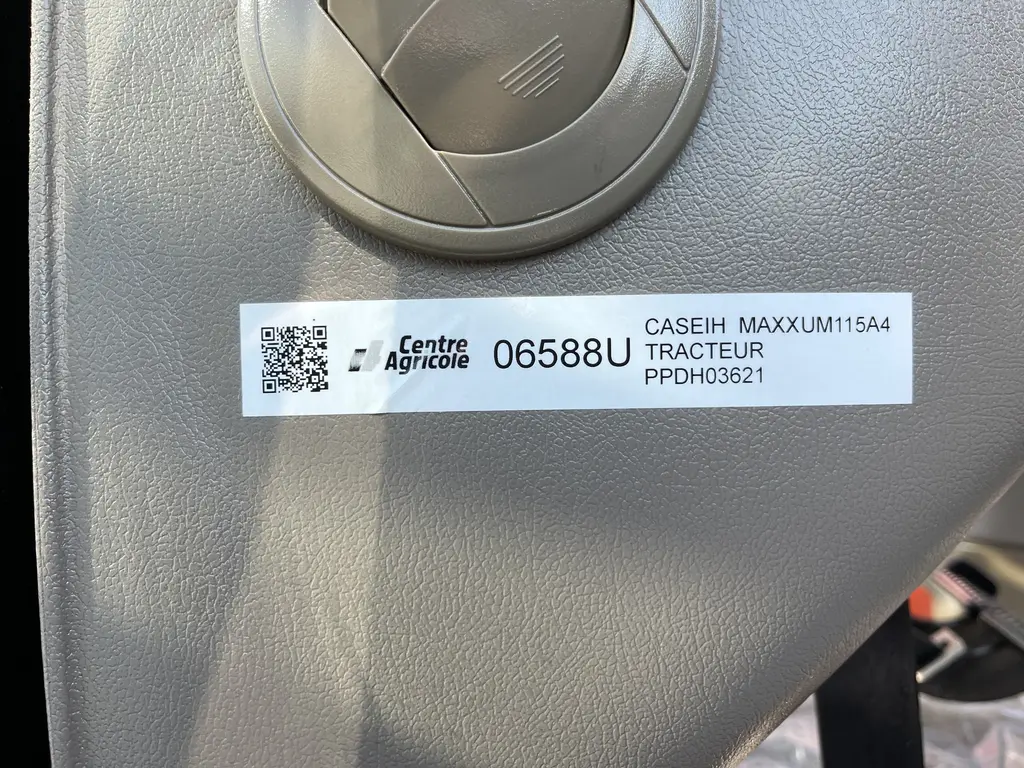 Centre
Agricole
06588U
CASEIH MAXXUM115A4
TRACTEUR
PPDH03621